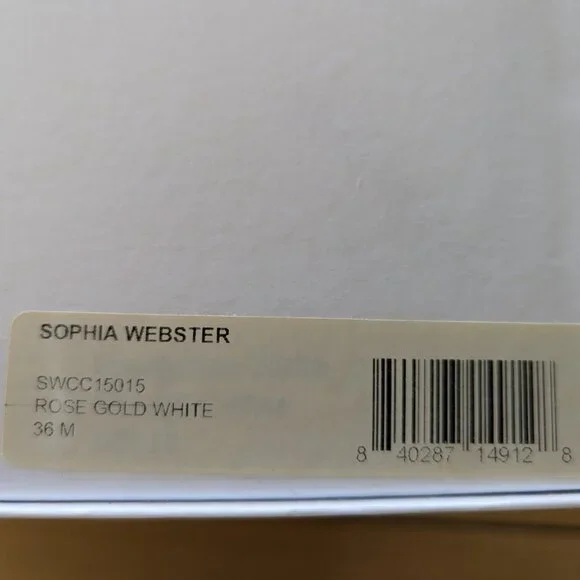 SOPHIA WEBSTER
SWCC15015
ROSE GOLD WHITE
36 M
8 40287 14912 8